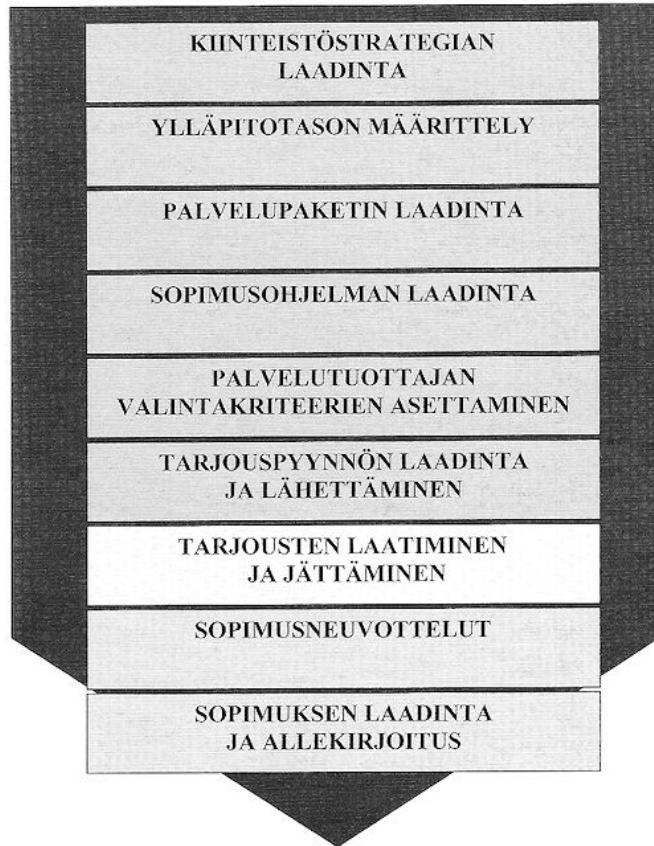 KIINTEISTÖSTRATEGIAN
LAADINTA
YLLÄPITOTASON MÄÄRITTELY
PALVELUPAKETIN LAADINTA
SOPIMUSOHJELMAN LAADINTA
PALVELUTUOTTAJAN
VALINTAKRITEERIEN ASETTAMINEN
TARJOUSPYYNNÖN LAADINTA
JA LÄHETTÄMINEN
TARJOUSTEN LAATIMINEN
JA JÄTTÄMINEN
SOPIMUSNEUVOTTELUT
SOPIMUKSEN LAADINTA
JA ALLEKIRJOITUS